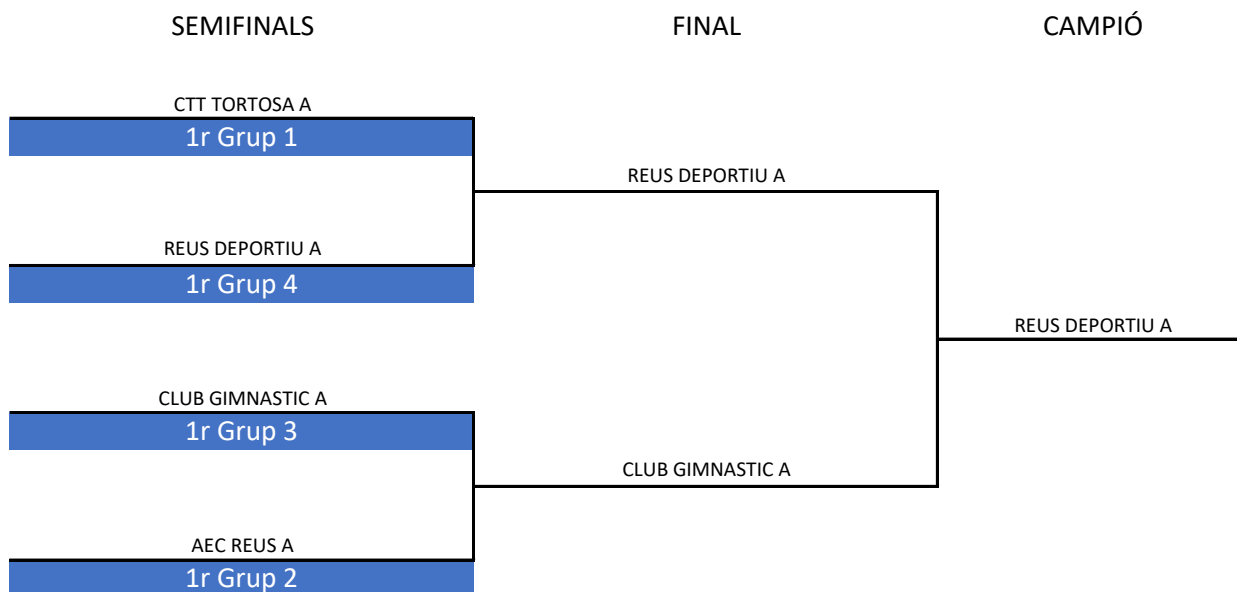 SEMIFINALS FINAL CAMPIÓ
CTT TORTOSA A
1r Grup 1
REUS DEPORTIU A
REUS DEPORTIU A
1r Grup 4
REUS DEPORTIU A
CLUB GIMNASTIC A
1r Grup 3
CLUB GIMNASTIC A
AEC REUS A
1r Grup 2